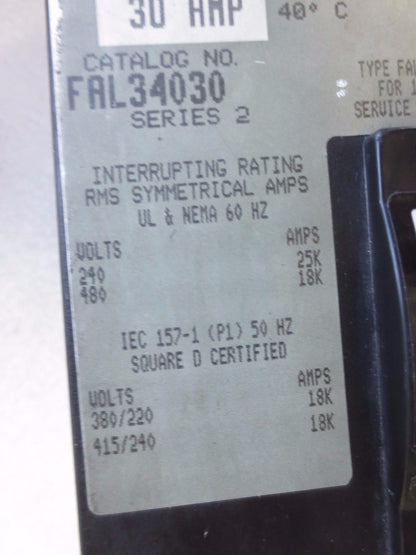 30 AMP
40° C
CATALOG NO.
FAL34030
SERIES 2
TYPE FAL
FOR 1
SERVICE
INTERRUPTING RATING
RMS SYMMETRICAL AMPS
UL & NEMA 60 HZ
VOLTS AMPS
240 25K
480 18K
IEC 157-1 (P1) 50 HZ
SQUARE D CERTIFIED
VOLTS AMPS
380/220 18K
415/240 18K